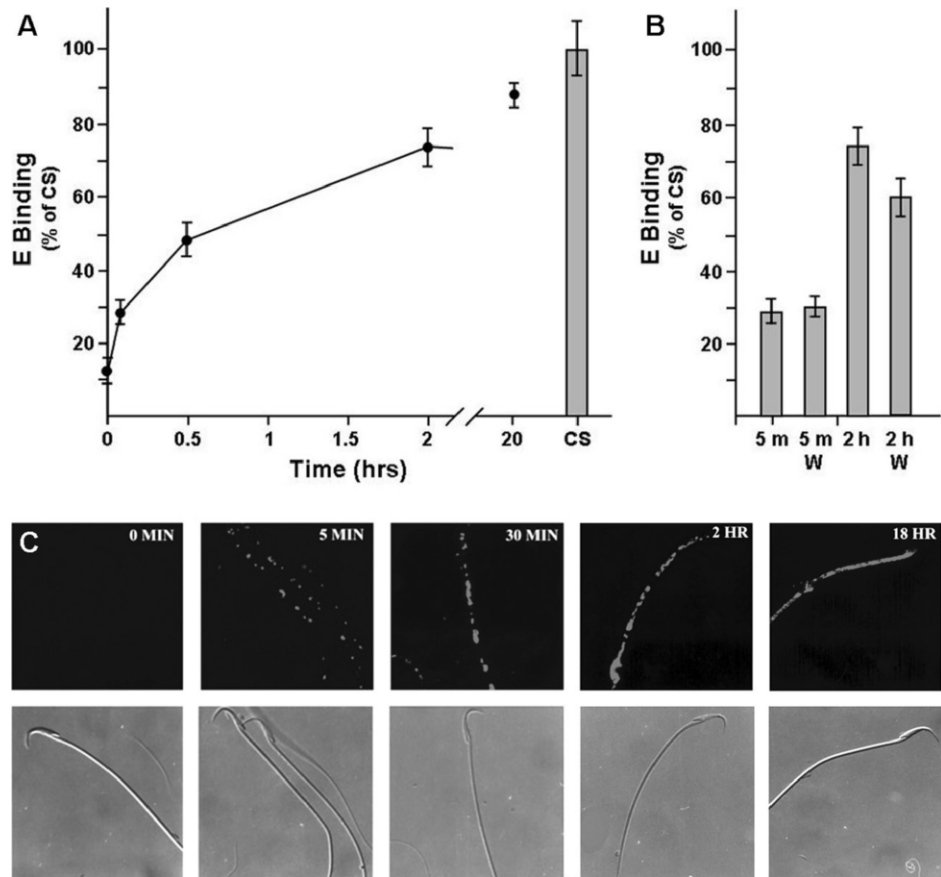 A
E Binding
(% of CS)
100
80
60
40
20
0
0.5
1
1.5
2
20
CS
Time (hrs)
B
E Binding
(% of CS)
100
80
60
40
20
5 m
5 m
W
2 h
2 h
W
C
0 MIN
5 MIN
30 MIN
2 HR
18 HR